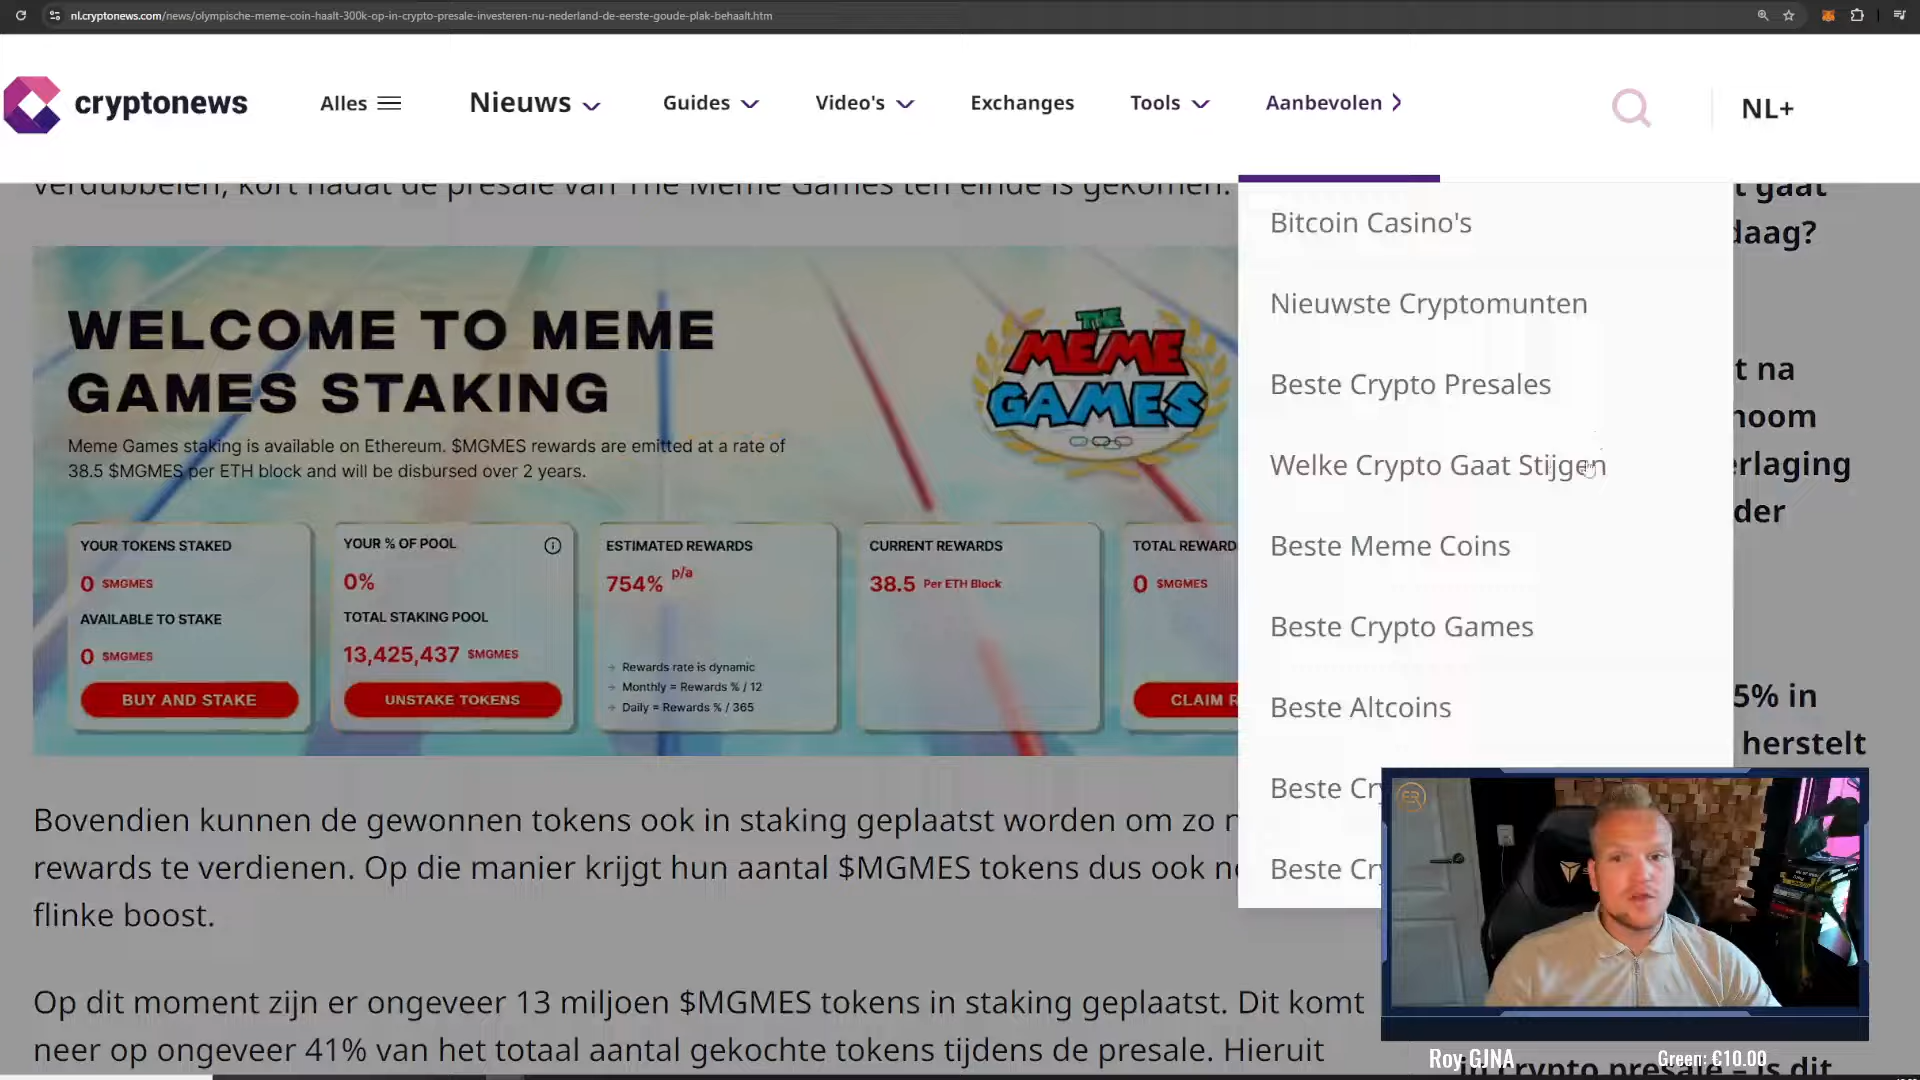 nl.cryptonews.com/news/olympische-meme-coin-haalt-300k-op-in-crypto-presale-investeren-nu-nederland-de-eerste-goude-plak-behaalt.htm
cryptonews
Alles
Nieuws
Guides
Video's
Exchanges
Tools
Aanbevolen
NL+
verdubbelen, kort nadat de presale van The Meme Games ten einde is gekomen.
WELCOME TO MEME
GAMES STAKING
Meme Games staking is available on Ethereum. $MGMES rewards are emitted at a rate of
38.5 $MGMES per ETH block and will be disbursed over 2 years.
THE
MEME
GAMES
YOUR TOKENS STAKED
0 $MGMES
AVAILABLE TO STAKE
0 $MGMES
BUY AND STAKE
YOUR % OF POOL
0%
TOTAL STAKING POOL
13,425,437 $MGMES
UNSTAKE TOKENS
ESTIMATED REWARDS
754% p/a
Rewards rate is dynamic
Monthly = Rewards % / 12
Daily = Rewards % / 365
CURRENT REWARDS
38.5 Per ETH Block
TOTAL REWARD
0 $MGMES
CLAIM R
Bovendien kunnen de gewonnen tokens ook in staking geplaatst worden om zo
rewards te verdienen. Op die manier krijgt hun aantal $MGMES tokens dus ook
flinke boost.
Op dit moment zijn er ongeveer 13 miljoen $MGMES tokens in staking geplaatst. Dit komt
neer op ongeveer 41% van het totaal aantal gekochte tokens tijdens de presale. Hieruit
Bitcoin Casino's
Nieuwste Cryptomunten
Beste Crypto Presales
Welke Crypto Gaat Stijgen
Beste Meme Coins
Beste Crypto Games
Beste Altcoins
Beste Cry
Beste Cry
t gaat
daag?
t na
noom
erlaging
der
5% in
herstelt
in crypto presale – Is dit
ER
Roy GJNA
Green: €10.00